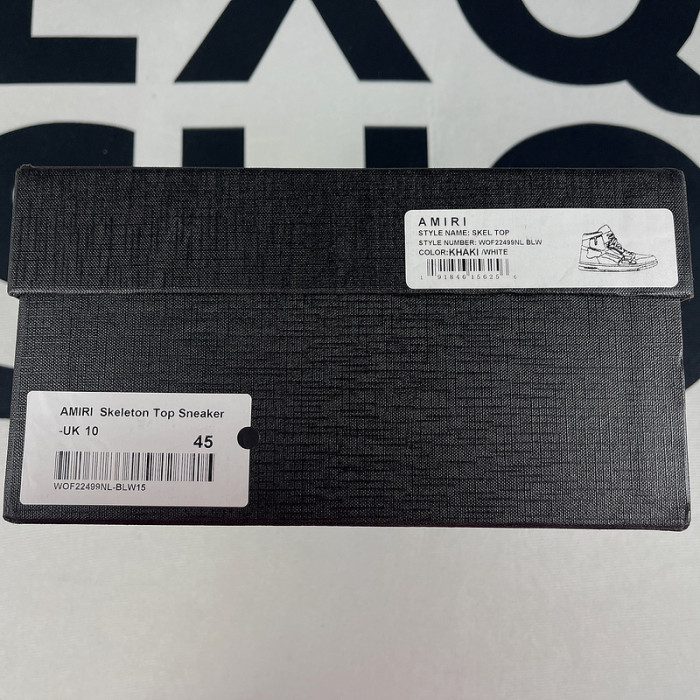 AMIRI
STYLE NAME: SKEL TOP
STYLE NUMBER: WOF22499NL BLW
COLOR:KHAKI /WHITE
AMIRI Skeleton Top Sneaker
-UK 10
45
WOF22499NL-BLW15